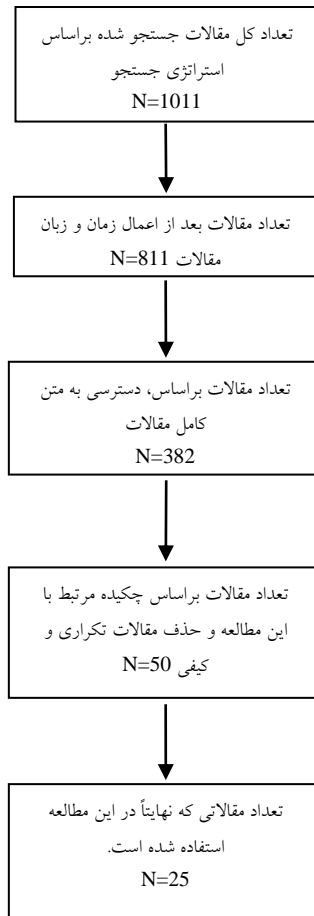 تعداد کل مقالات جستجو شده براساس
استراتژی جستجو
N=1011
تعداد مقالات بعد از اعمال زمان و زبان
مقالات N=811
تعداد مقالات براساس، دسترسی به متن
کامل مقالات
N=382
تعداد مقالات براساس چکیده مرتبط با
این مطالعه و حذف مقالات تکراری و
کیفی N=50
تعداد مقالاتی که نهایتاً در این مطالعه
استفاده شده است.
N=25